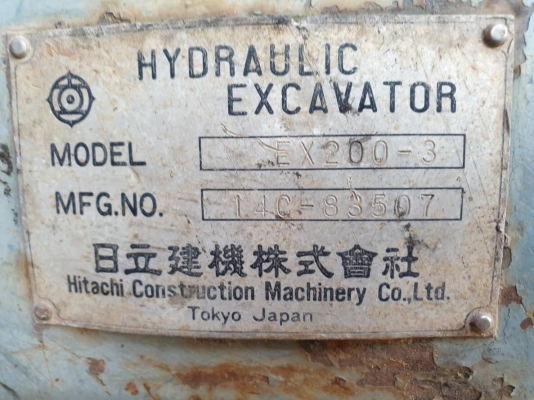 HYDRAULIC
EXCAVATOR
MODEL EX200-3
MFG.NO. 14C-83507
日立建機株式會社
Hitachi Construction Machinery Co.,Ltd.
Tokyo Japan